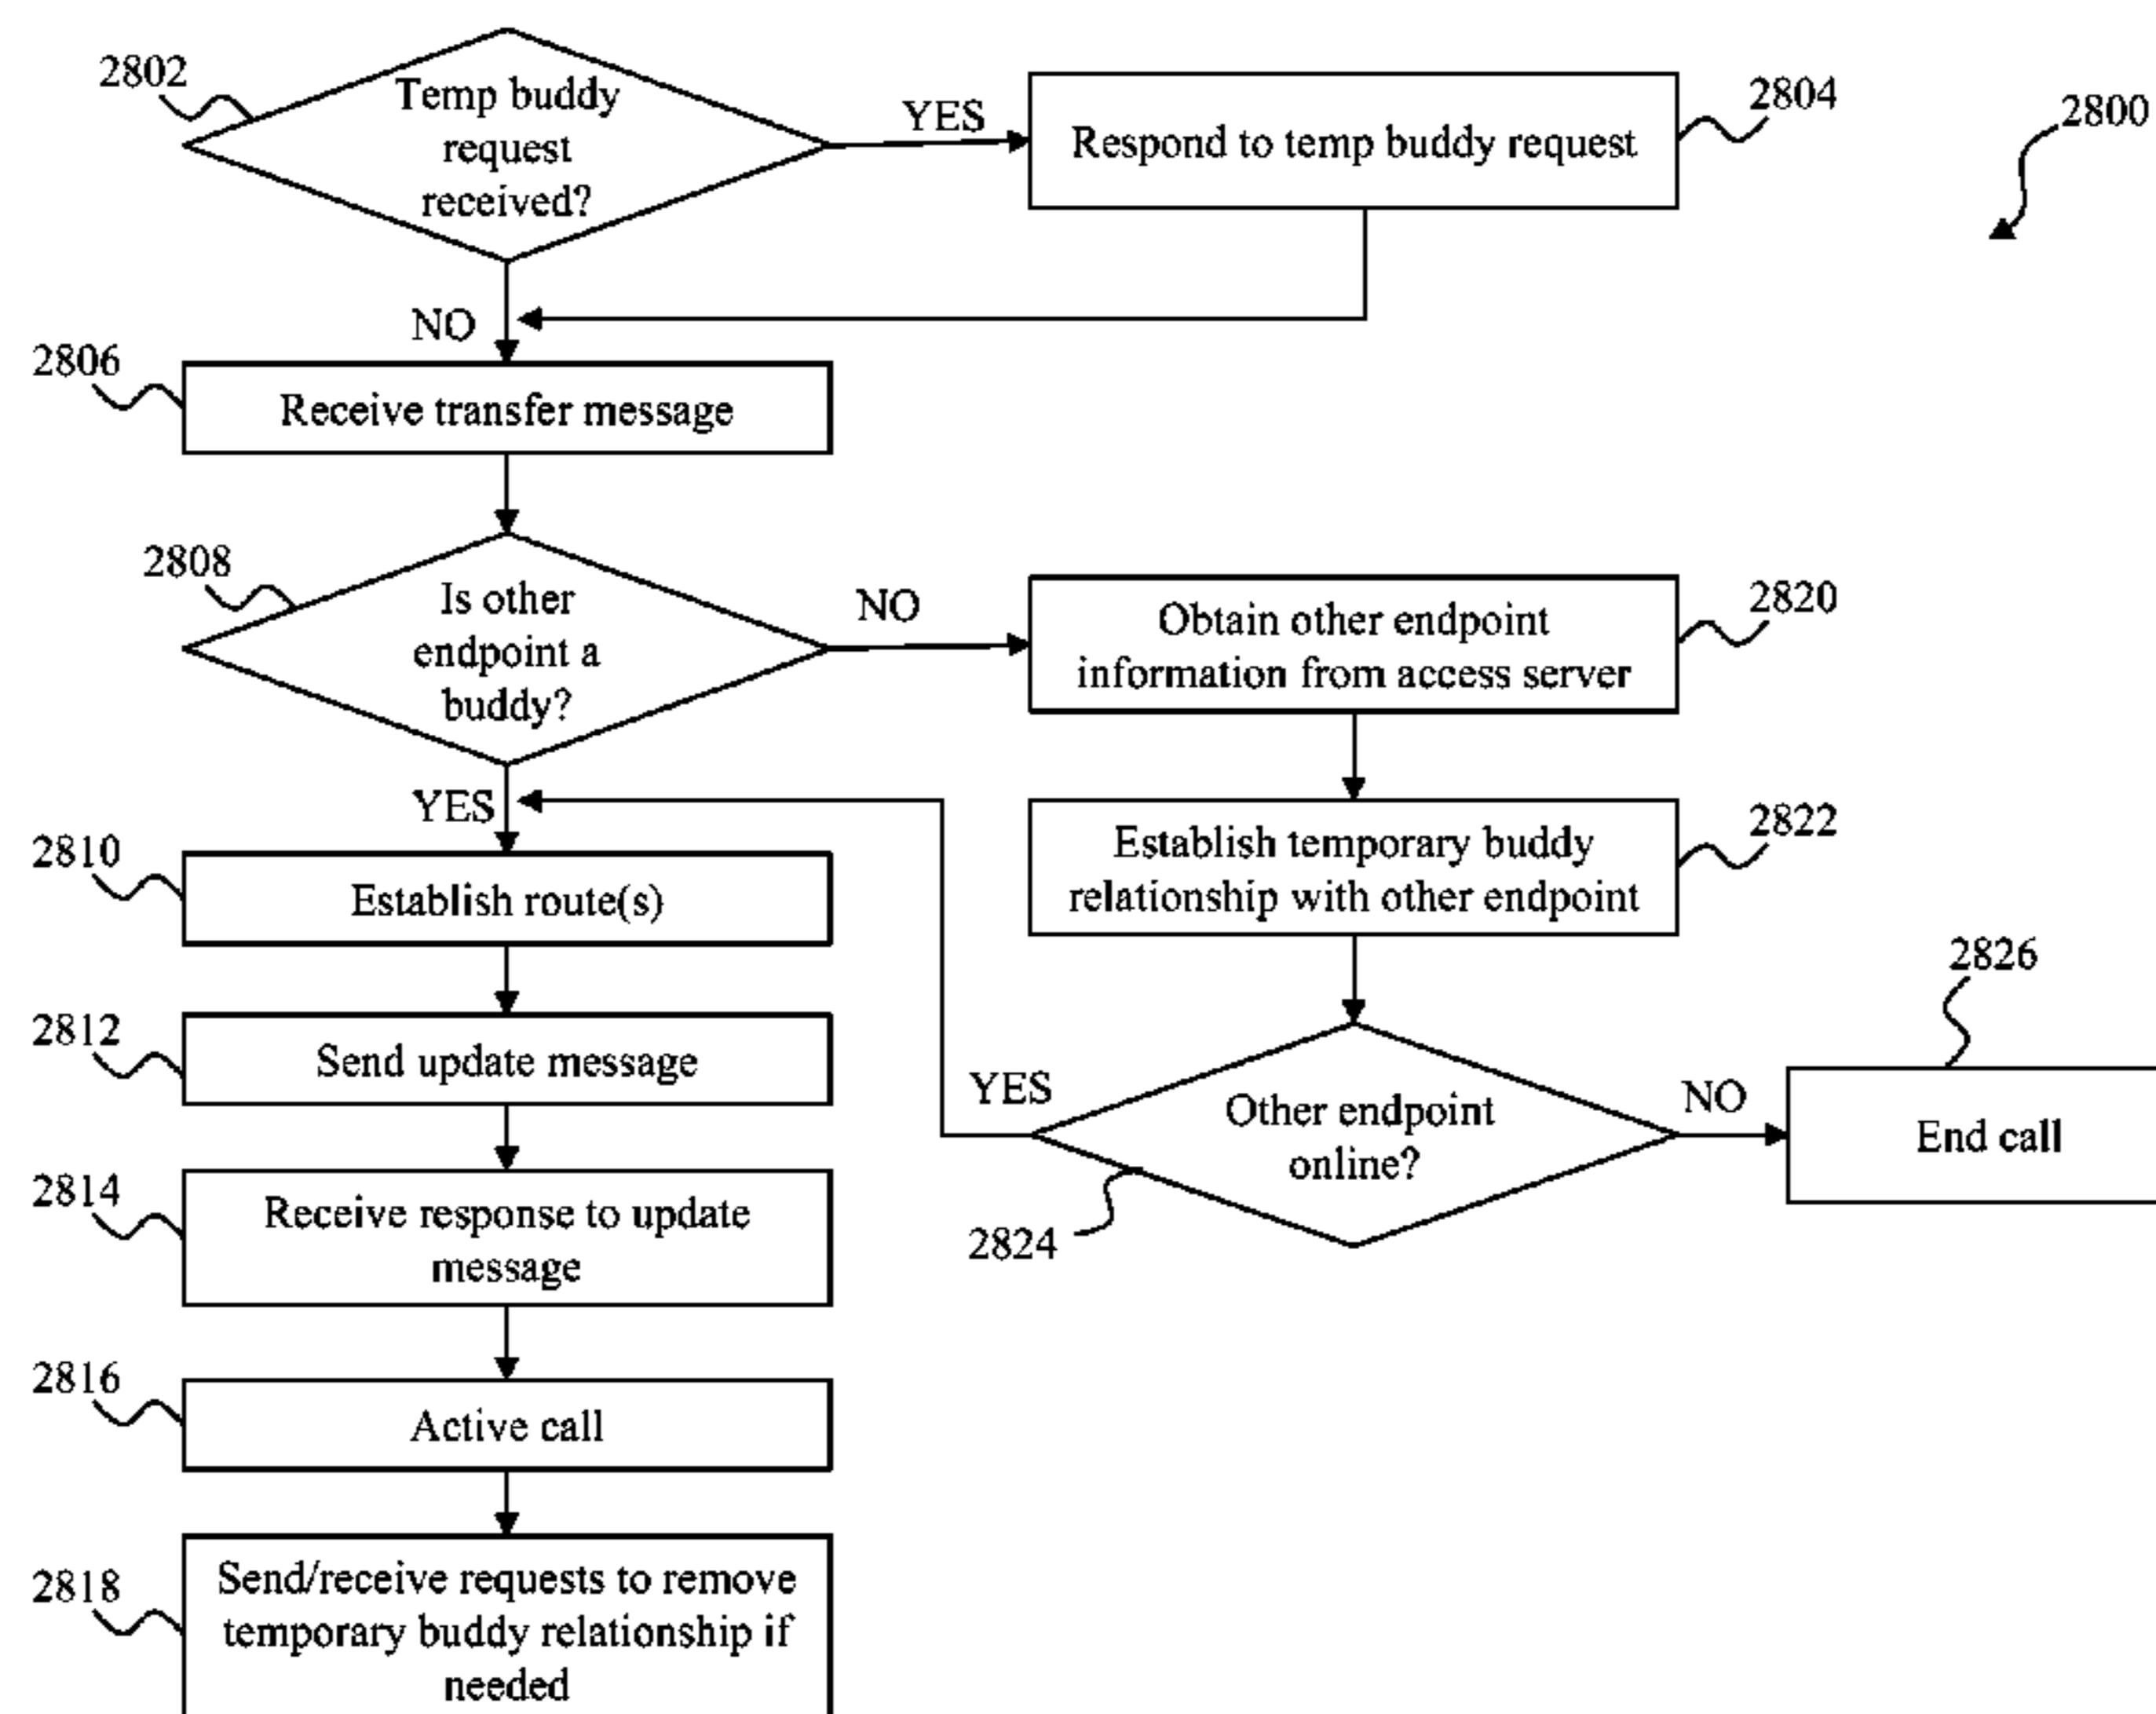 2802
Temp buddy
request
received?
YES
Respond to temp buddy request
2804
2800
NO
2806
Receive transfer message
2808
Is other
endpoint a
buddy?
NO
Obtain other endpoint
information from access server
2820
YES
2810
Establish route(s)
Establish temporary buddy
relationship with other endpoint
2822
2812
Send update message
YES
Other endpoint
online?
2824
NO
2826
End call
2814
Receive response to update
message
2816
Active call
2818
Send/receive requests to remove
temporary buddy relationship if
needed